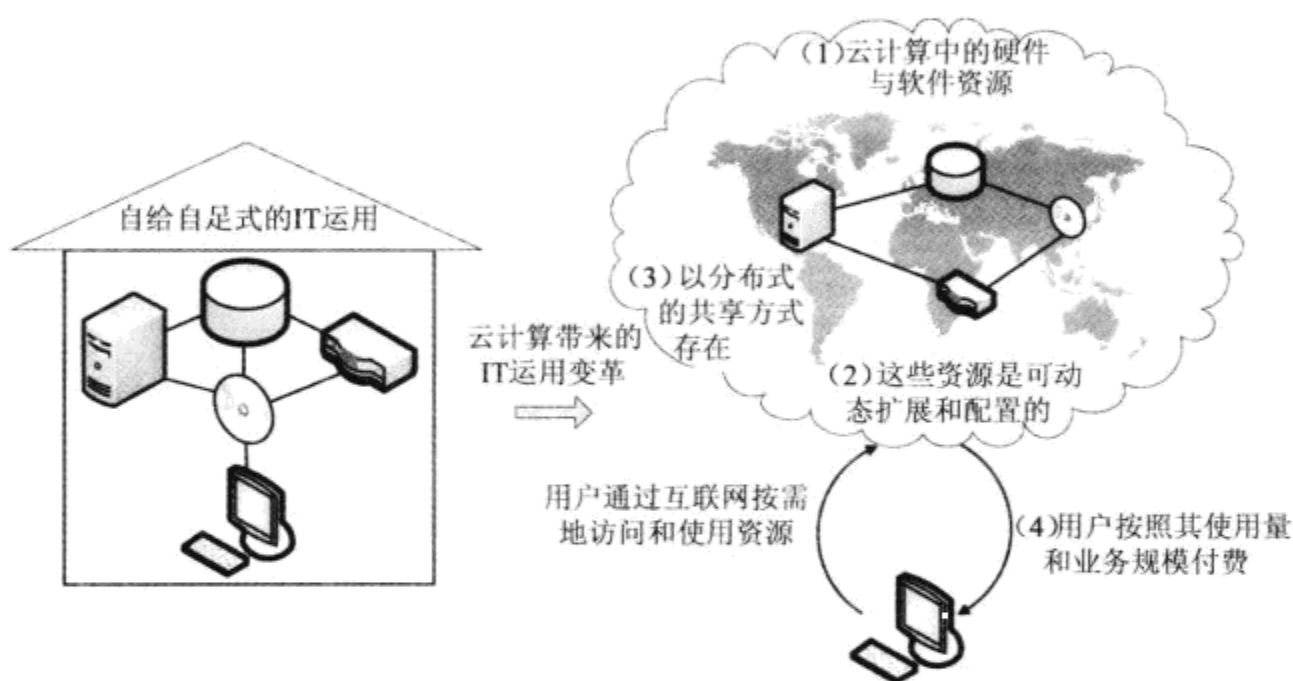 自给自足式的IT运用
云计算带来的
IT运用变革
(1)云计算中的硬件
与软件资源
(3)以分布式
的共享方式
存在
(2)这些资源是可动
态扩展和配置的
用户通过互联网按需
地访问和使用资源
(4)用户按照其使用量
和业务规模付费